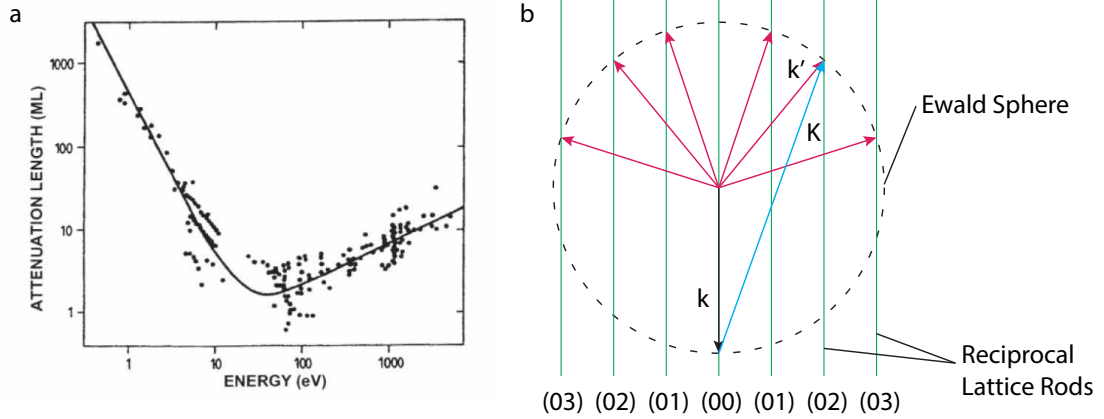 a
ATTENUATION LENGTH (ML)
1000
100
10
1
1
10
100
1000
ENERGY (eV)
b
k'
K
k
Ewald Sphere
Reciprocal
Lattice Rods
(03) (02) (01) (00) (01) (02) (03)